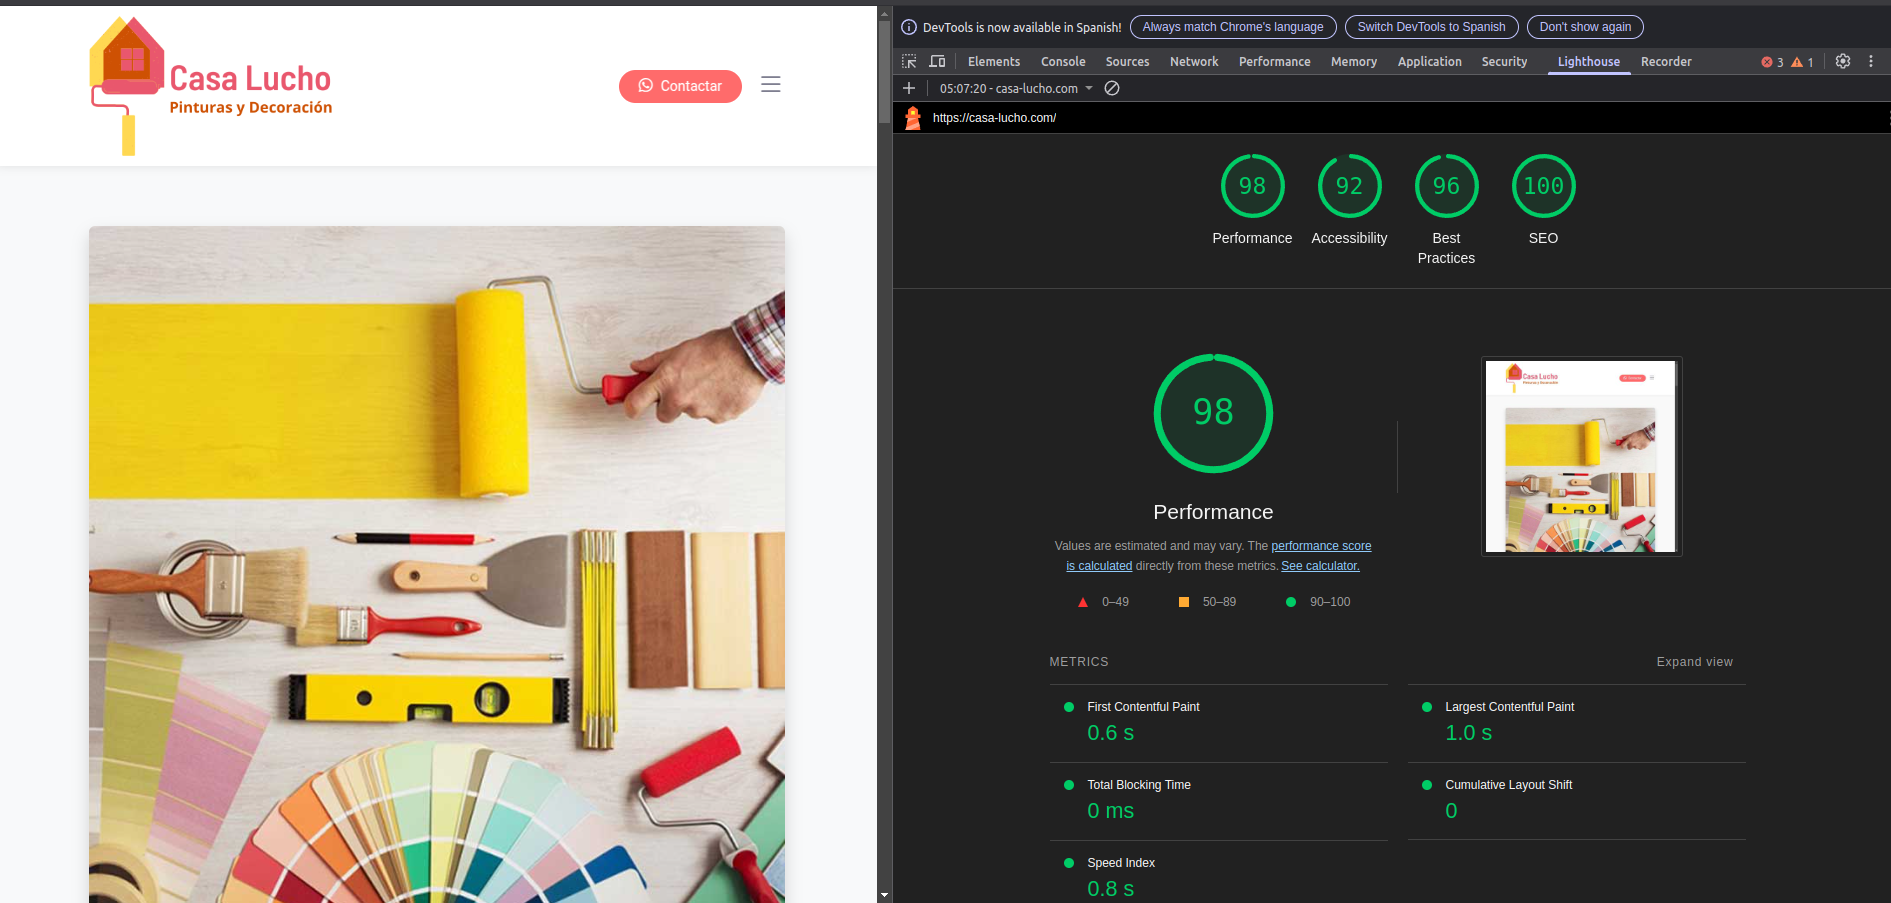 Casa Lucho
Pinturas y Decoración
Contactar
DevTools is now available in Spanish!
Always match Chrome's language
Switch DevTools to Spanish
Don't show again
Elements
Console
Sources
Network
Performance
Memory
Application
Security
Lighthouse
Recorder
3
1
05:07:20 - casa-lucho.com
https://casa-lucho.com/
98
92
96
100
Performance
Accessibility
Best
Practices
SEO
98
Performance
Values are estimated and may vary. The performance score
is calculated directly from these metrics. See calculator.
0–49
50–89
90–100
Casa Lucho
Pinturas y Decoración
METRICS
Expand view
First Contentful Paint
0.6 s
Largest Contentful Paint
1.0 s
Total Blocking Time
0 ms
Cumulative Layout Shift
0
Speed Index
0.8 s